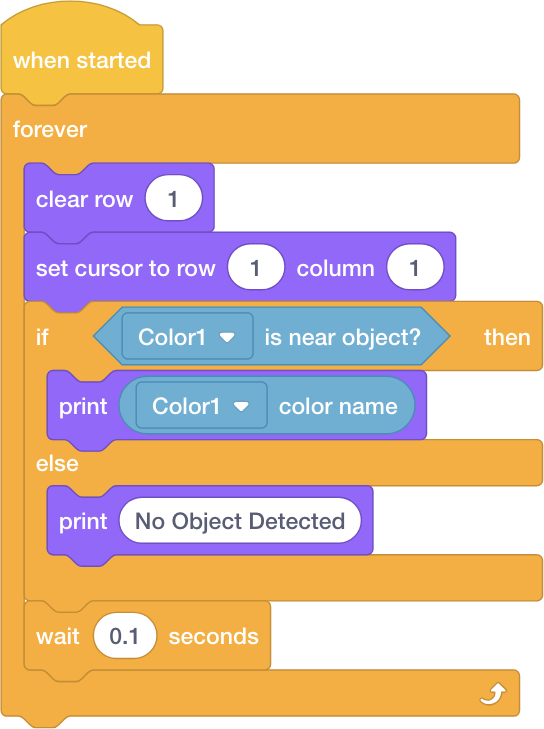 when started
forever
clear row 1
set cursor to row 1 column 1
if Color1 is near object? then
print Color1 color name
else
print No Object Detected
wait 0.1 seconds